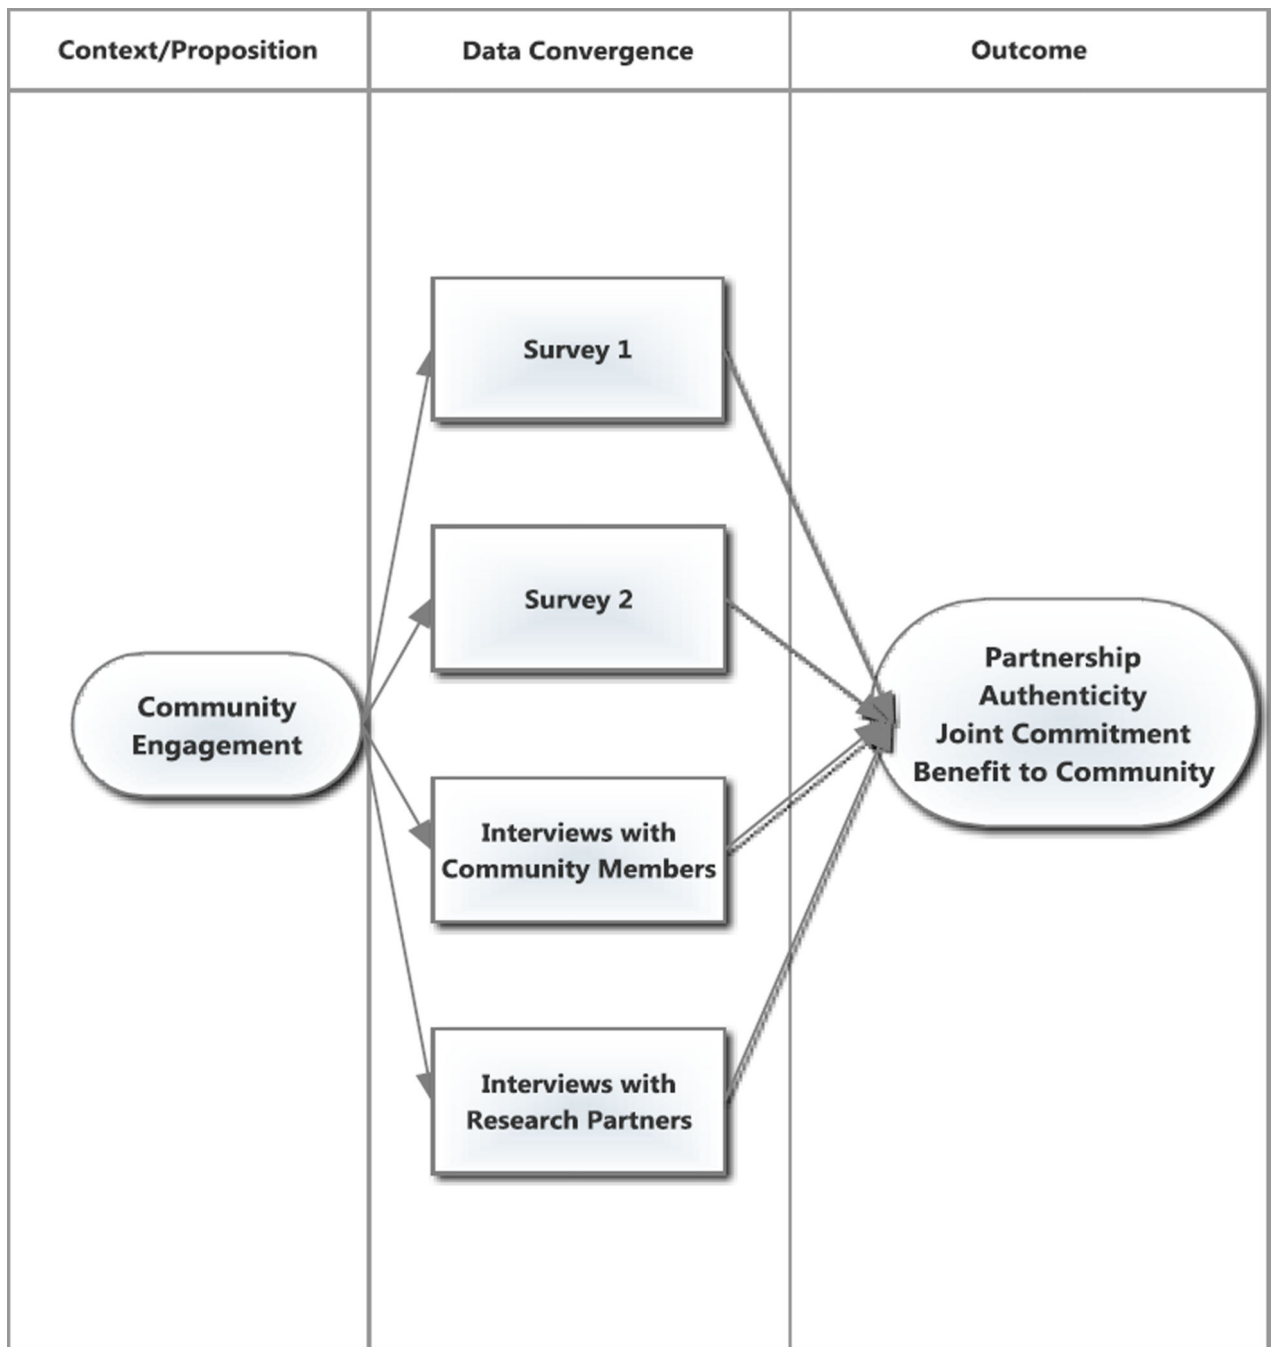 Context/Proposition
Data Convergence
Outcome
Survey 1
Survey 2
Community
Engagement
Interviews with
Community Members
Interviews with
Research Partners
Partnership
Authenticity
Joint Commitment
Benefit to Community